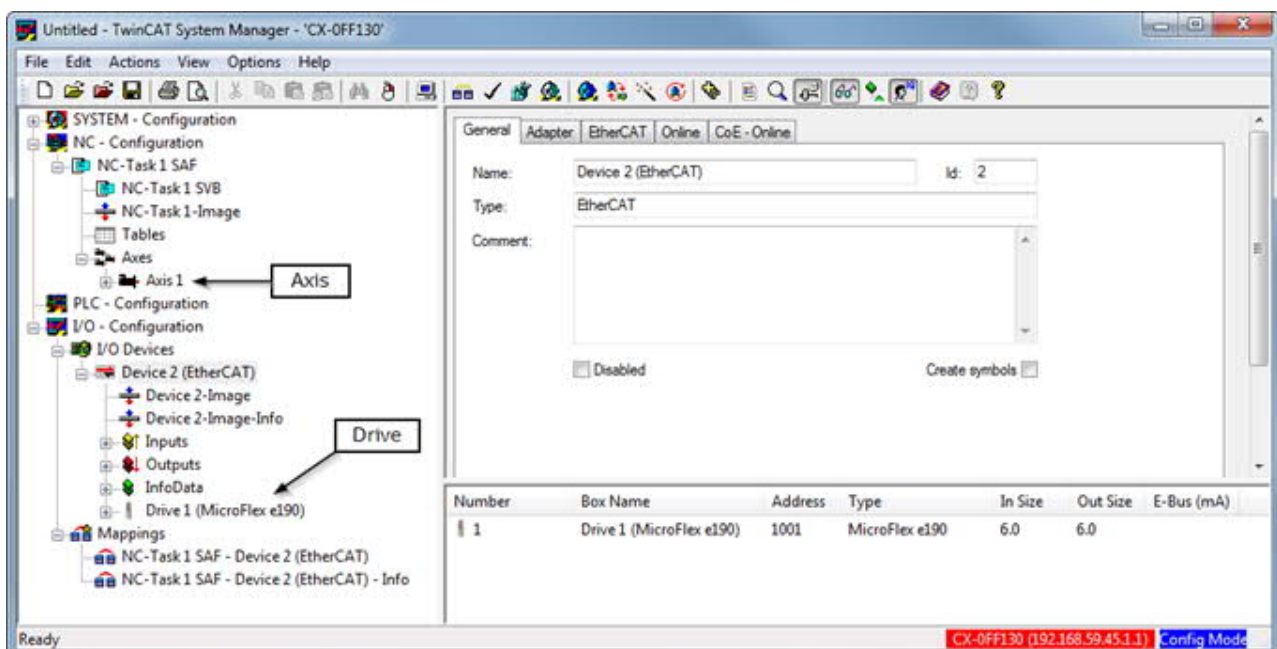 Untitled - TwinCAT System Manager - 'CX-0FF130'
File Edit Actions View Options Help
SYSTEM - Configuration
NC - Configuration
NC-Task 1 SAF
NC-Task 1 SVB
NC-Task 1-Image
Tables
Axes
Axis 1
Axis
PLC - Configuration
I/O - Configuration
I/O Devices
Device 2 (EtherCAT)
Device 2-Image
Device 2-Image-Info
Inputs
Drive
Outputs
InfoData
Drive 1 (MicroFlex e190)
Mappings
NC-Task 1 SAF - Device 2 (EtherCAT)
NC-Task 1 SAF - Device 2 (EtherCAT) - Info
General Adapter EtherCAT Online CoE - Online
Name: Device 2 (EtherCAT) Id: 2
Type: EtherCAT
Comment:
Disabled Create symbols
Number Box Name Address Type In Size Out Size E-Bus (mA)
1 Drive 1 (MicroFlex e190) 1001 MicroFlex e190 6.0 6.0
Ready CX-0FF130 (192.168.59.45.1.1) Config Mode